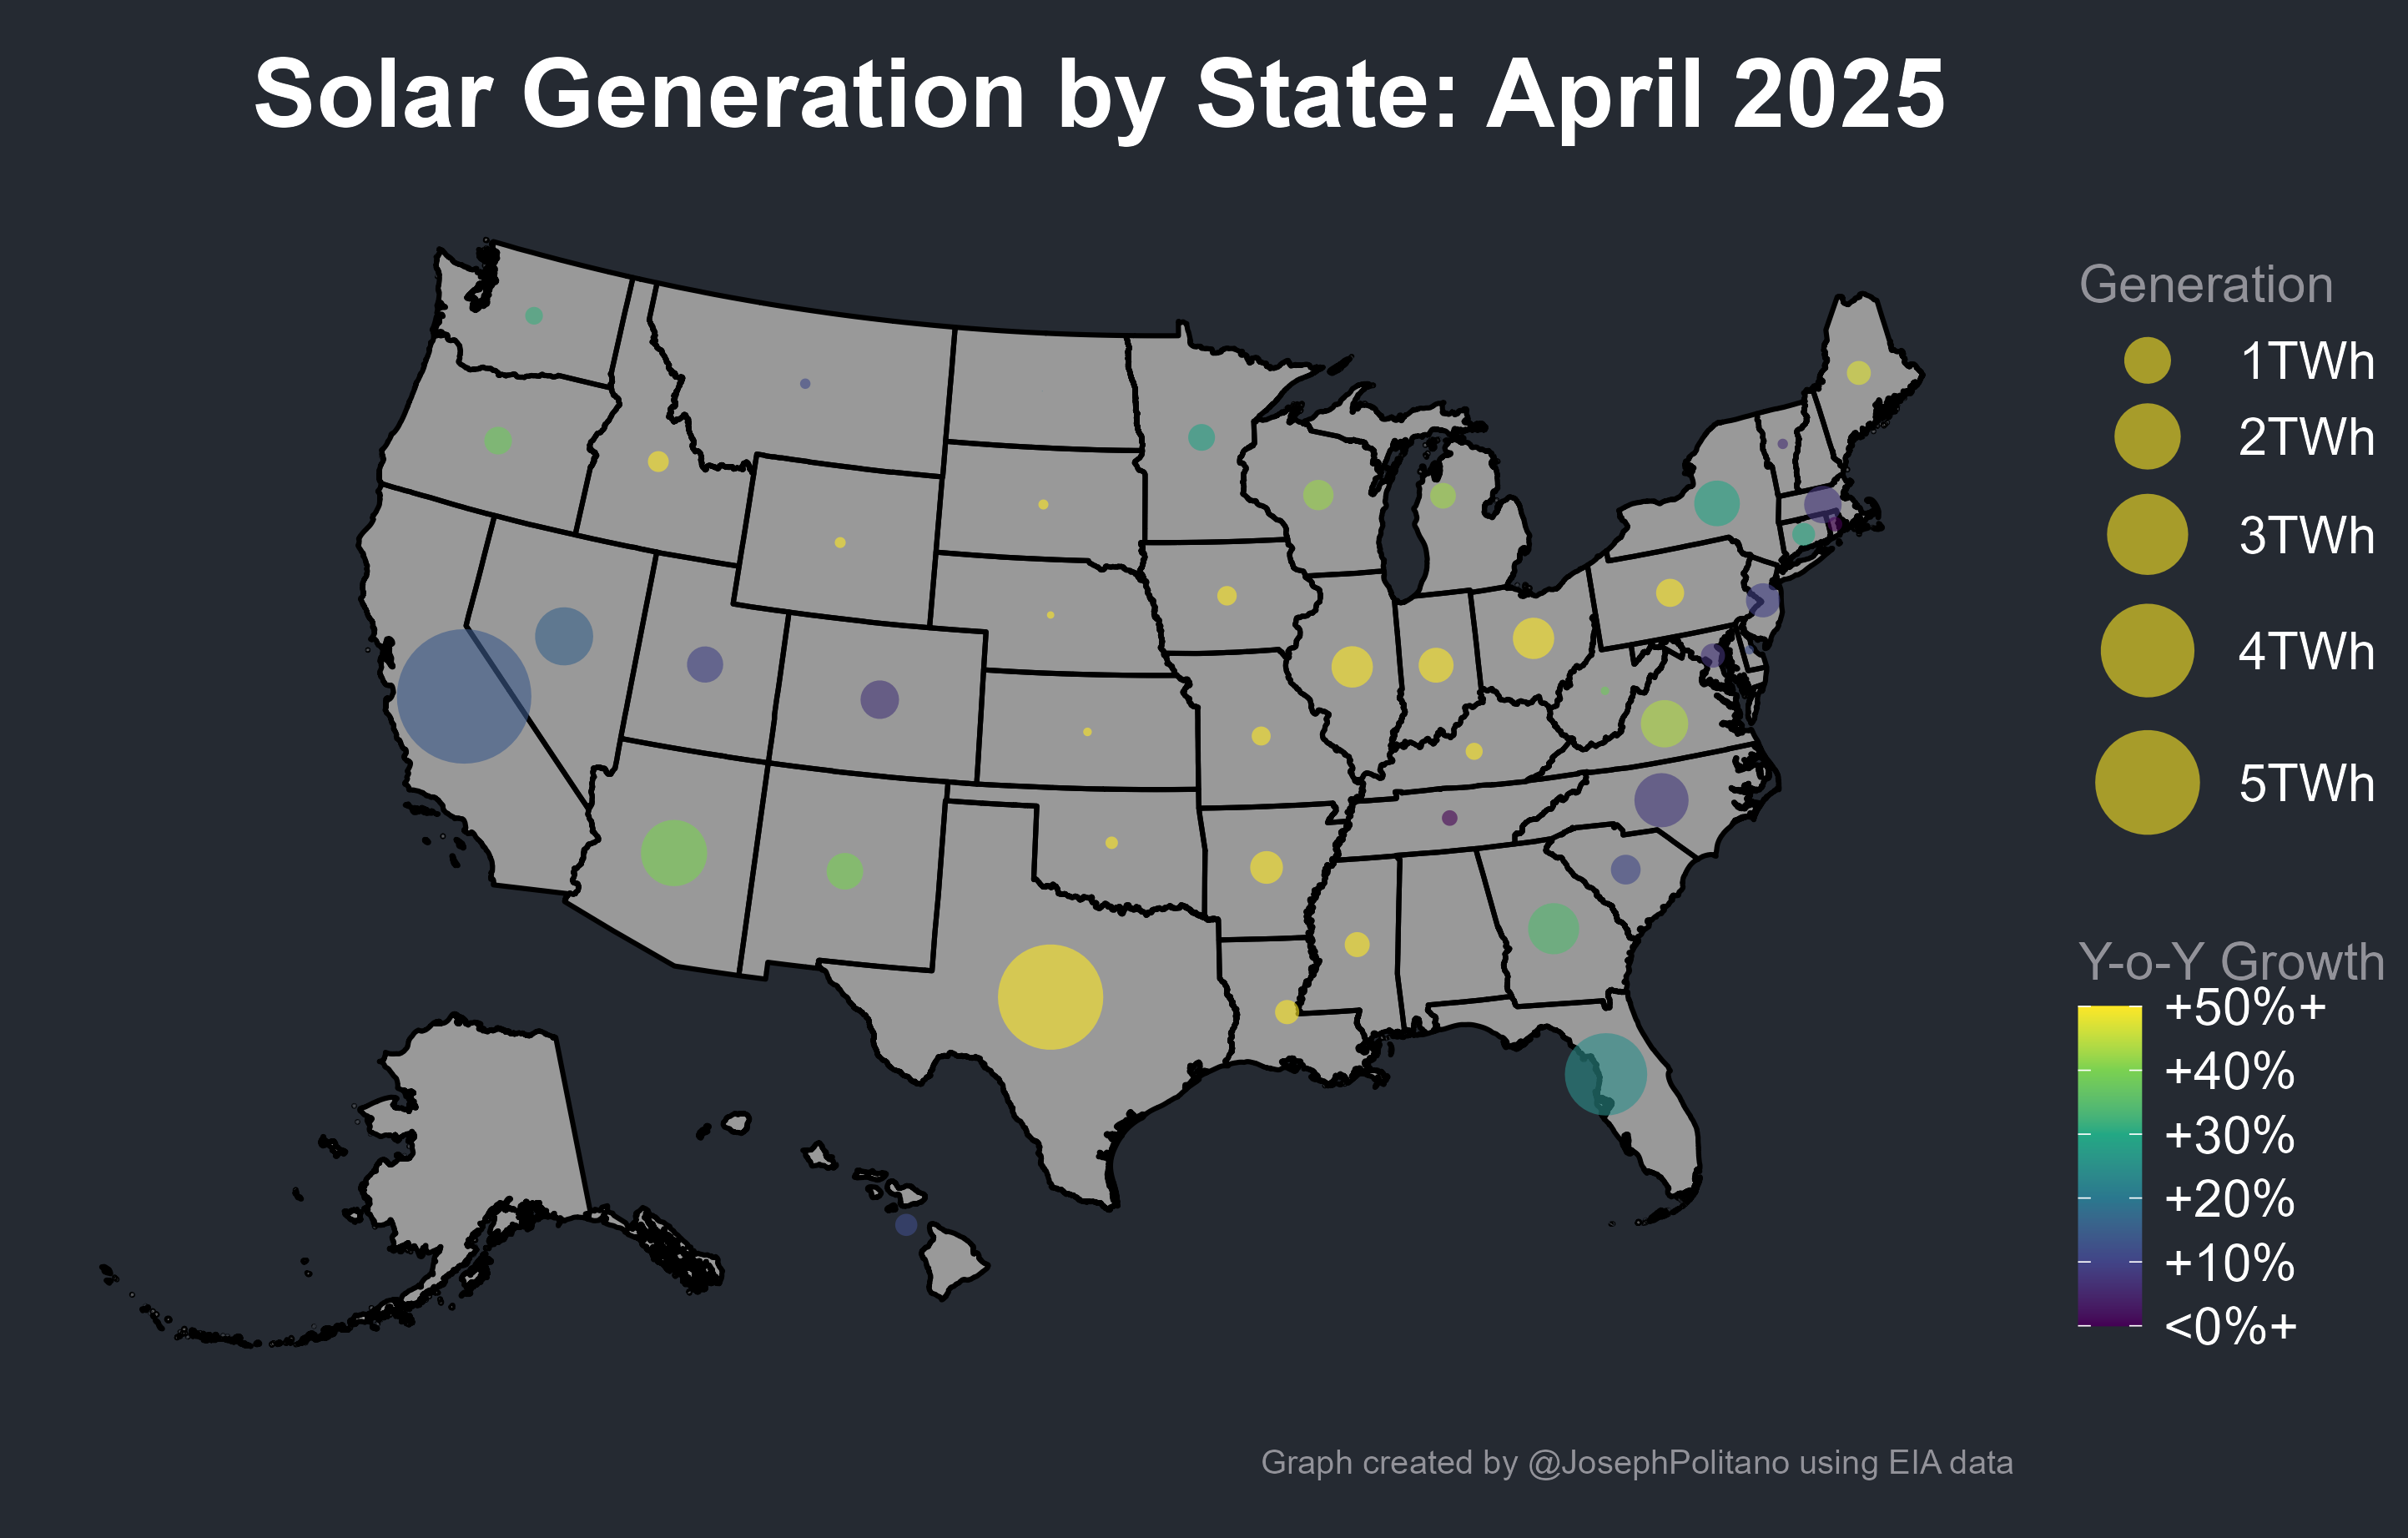 Solar Generation by State: April 2025
Generation
1TWh
2TWh
3TWh
4TWh
5TWh
Y-o-Y Growth
+50%+
+40%
+30%
+20%
+10%
<0%+
Graph created by @JosephPolitano using EIA data